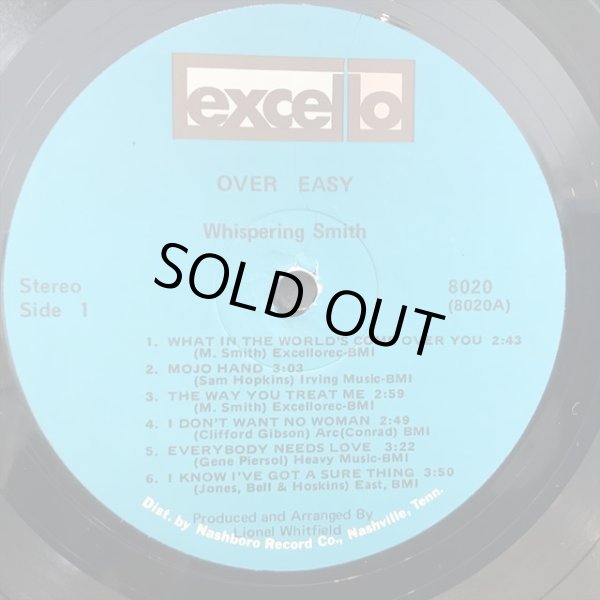 excello
OVER EASY
Whispering Smith
Stereo
Side 1
8020
(8020A)
SOLD OUT
1. WHAT IN THE WORLD'S COME OVER YOU 2:43
(M. Smith) Excellorec-BMI
2. MOJO HAND 3:03
(Sam Hopkins) Irving Music-BMI
3. THE WAY YOU TREAT ME 2:59
(M. Smith) Excellorec-BMI
4. I DON'T WANT NO WOMAN 2:49
(Clifford Gibson) Arc(Conrad) BMI
5. EVERYBODY NEEDS LOVE 3:22
(Gene Piersol) Heavy Music-BMI
6. I KNOW I'VE GOT A SURE THING 3:50
(Jones, Bell & Hoskins) East, BMI
Produced and Arranged By
Lionel Whitfield
Dist. by Nashboro Record Co., Nashville, Tenn.